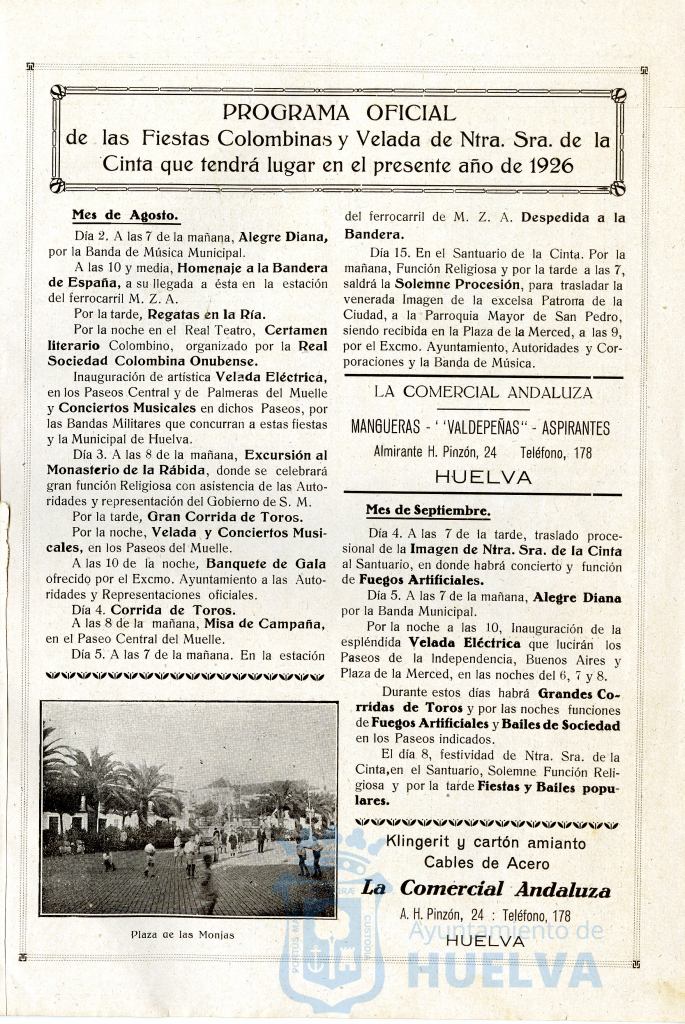 PROGRAMA OFICIAL
de las Fiestas Colombinas y Velada de Ntra. Sra. de la
Cinta que tendrá lugar en el presente año de 1926
Mes de Agosto.
Día 2. A las 7 de la mañana, Alegre Diana,
por la Banda de Música Municipal.
A las 10 y media, Homenaje a la Bandera
de España, a su llegada a ésta en la estación
del ferrocarril M. Z. A.
Por la tarde, Regatas en la Ría.
Por la noche en el Real Teatro, Certamen
literario Colombino, organizado por la Real
Sociedad Colombina Onubense.
Inauguración de artística Velada Eléctrica,
en los Paseos Central y de Palmeras del Muelle
y Conciertos Musicales en dichos Paseos, por
las Bandas Militares que concurran a estas fiestas
y la Municipal de Huelva.
Día 3. A las 8 de la mañana, Excursión al
Monasterio de la Rábida, donde se celebrará
gran función Religiosa con asistencia de las Auto-
ridades y representación del Gobierno de S. M.
Por la tarde, Gran Corrida de Toros.
Por la noche, Velada y Conciertos Musi-
cales, en los Paseos del Muelle.
A las 10 de la noche, Banquete de Gala
ofrecido por el Excmo. Ayuntamiento a las Auto-
ridades y Representaciones oficiales.
Día 4. Corrida de Toros.
A las 8 de la mañana, Misa de Campaña,
en el Paseo Central del Muelle.
Día 5. A las 7 de la mañana. En la estación
Plaza de las Monjas
del ferrocarril de M. Z. A. Despedida a la
Bandera.
Día 15. En el Santuario de la Cinta. Por la
mañana, Función Religiosa y por la tarde a las 7,
saldrá la Solemne Procesión, para trasladar la
venerada Imagen de la excelsa Patrona de la
Ciudad, a la Parroquia Mayor de San Pedro,
siendo recibida en la Plaza de la Merced, a las 9,
por el Excmo. Ayuntamiento, Autoridades y Cor-
poraciones y la Banda de Música.
LA COMERCIAL ANDALUZA
MANGUERAS - ''VALDEPEÑAS'' - ASPIRANTES
Almirante H. Pinzón, 24 Teléfono, 178
HUELVA
Mes de Septiembre.
Día 4. A las 7 de la tarde, traslado proce-
sional de la Imagen de Ntra. Sra. de la Cinta
al Santuario, en donde habrá concierto y función
de Fuegos Artificiales.
Día 5. A las 7 de la mañana, Alegre Diana
por la Banda Municipal.
Por la noche a las 10, Inauguración de la
espléndida Velada Eléctrica que lucirán los
Paseos de la Independencia, Buenos Aires y
Plaza de la Merced, en las noches del 6, 7 y 8.
Durante estos días habrá Grandes Co-
rridas de Toros y por las noches funciones
de Fuegos Artificiales y Bailes de Sociedad
en los Paseos indicados.
El día 8, festividad de Ntra. Sra. de la
Cinta,en el Santuario, Solemne Función Reli-
giosa y por la tarde Fiestas y Bailes popu-
lares.
Klingerit y cartón amianto
Cables de Acero
La Comercial Andaluza
A. H. Pinzón, 24 : Teléfono, 178
HUELVA
Ayuntamiento de
HUELVA